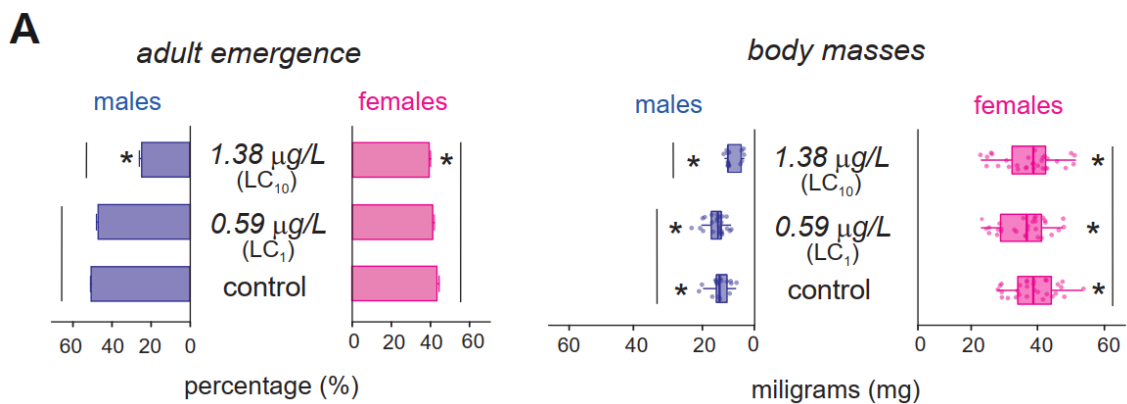 A
adult emergence
body masses
males
females
males
females
* 1.38 µg/L *
(LC10)
* 1.38 µg/L *
(LC10)
0.59 µg/L
(LC1)
* 0.59 µg/L *
(LC1)
control
* control *
60 40 20 0
0 20 40 60
60 40 20 0
0 20 40 60
percentage (%)
miligrams (mg)